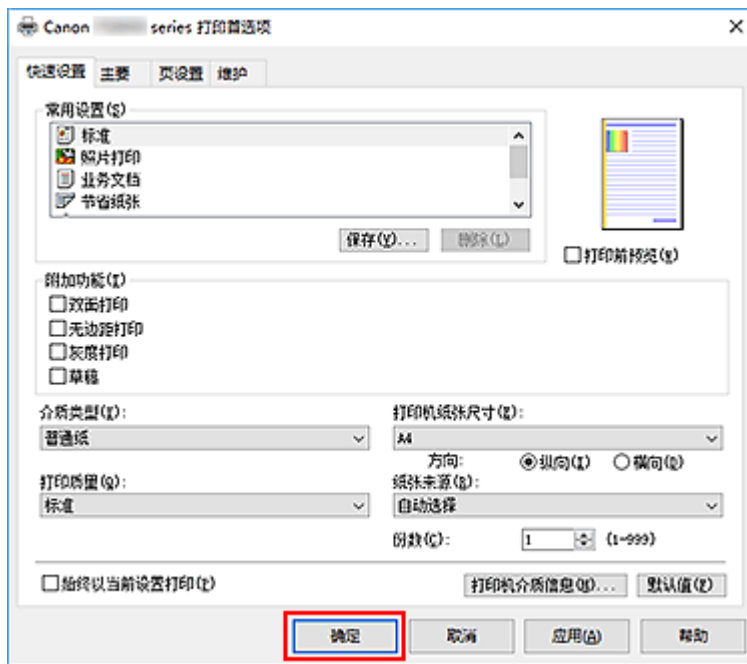 Canon series 打印首选项
快速设置 主要 页设置 维护
常用设置(S)
标准
照片打印
业务文档
节省纸张
保存(V)... 删除(L)
打印前预览(W)
附加功能(I)
双面打印
无边距打印
灰度打印
草稿
介质类型(X): 打印机纸张尺寸(Z):
普通纸 A4
方向: 纵向(I) 横向(D)
打印质量(Q): 纸张来源(B):
标准 自动选择
份数(C): 1 (1-999)
始终以当前设置打印(P)
打印机介质信息(M)... 默认值(F)
确定 取消 应用(A) 帮助